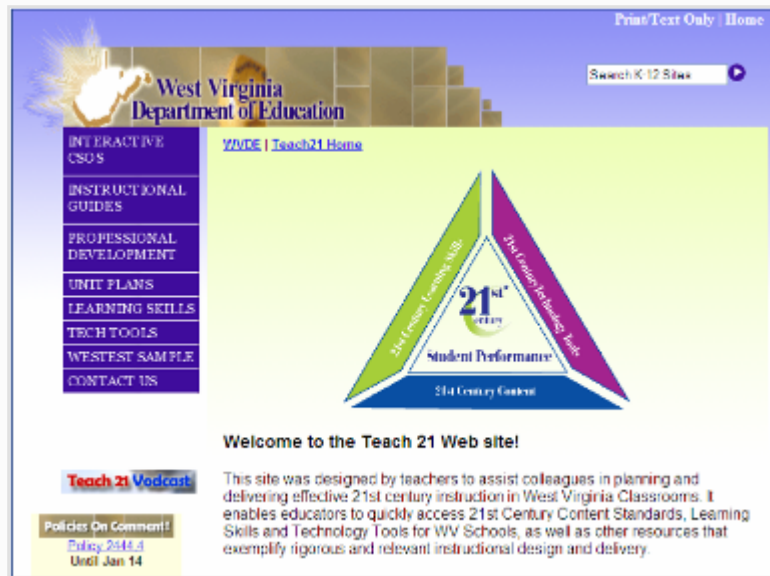 Print/Text Only | Home
West Virginia
Department of Education
Search K-12 Sites
INTERACTIVE
CSOS
INSTRUCTIONAL
GUIDES
PROFESSIONAL
DEVELOPMENT
UNIT PLANS
LEARNING SKILLS
TECH TOOLS
WESTEST SAMPLE
CONTACT US
WVDE | Teach21 Home
21st Century Learning Skills
21st Century Technology Tools
21st
Century
Student Performance
21st Century Content
Welcome to the Teach 21 Web site!
This site was designed by teachers to assist colleagues in planning and
delivering effective 21st century instruction in West Virginia Classrooms. It
enables educators to quickly access 21st Century Content Standards, Learning
Skills and Technology Tools for WV Schools, as well as other resources that
exemplify rigorous and relevant instructional design and delivery.
Teach 21 Vodcast
Policies On Comment!
Policy 2444.4
Until Jan 14